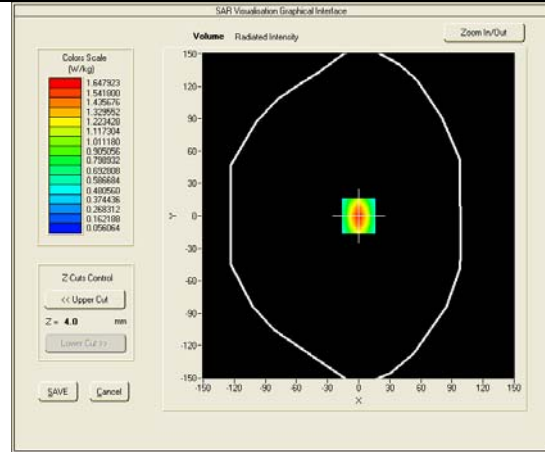 SAR Visualisation Graphical Interface
Volume Radiated Intensity
Zoom In/Out
Colors Scale
(W/kg)
1.647923
1.541800
1.435676
1.329552
1.223428
1.117304
1.011180
0.905056
0.798932
0.692808
0.586684
0.480560
0.374436
0.268312
0.162188
0.056064
Z Cuts Control
<< Upper Cut
Z = 4.0 mm
Lower Cut >>
SAVE Cancel
150
120
90
60
30
0
-30
-60
-90
-120
-150
Y
-150 -120 -90 -60 -30 0 30 60 90 120 150
X